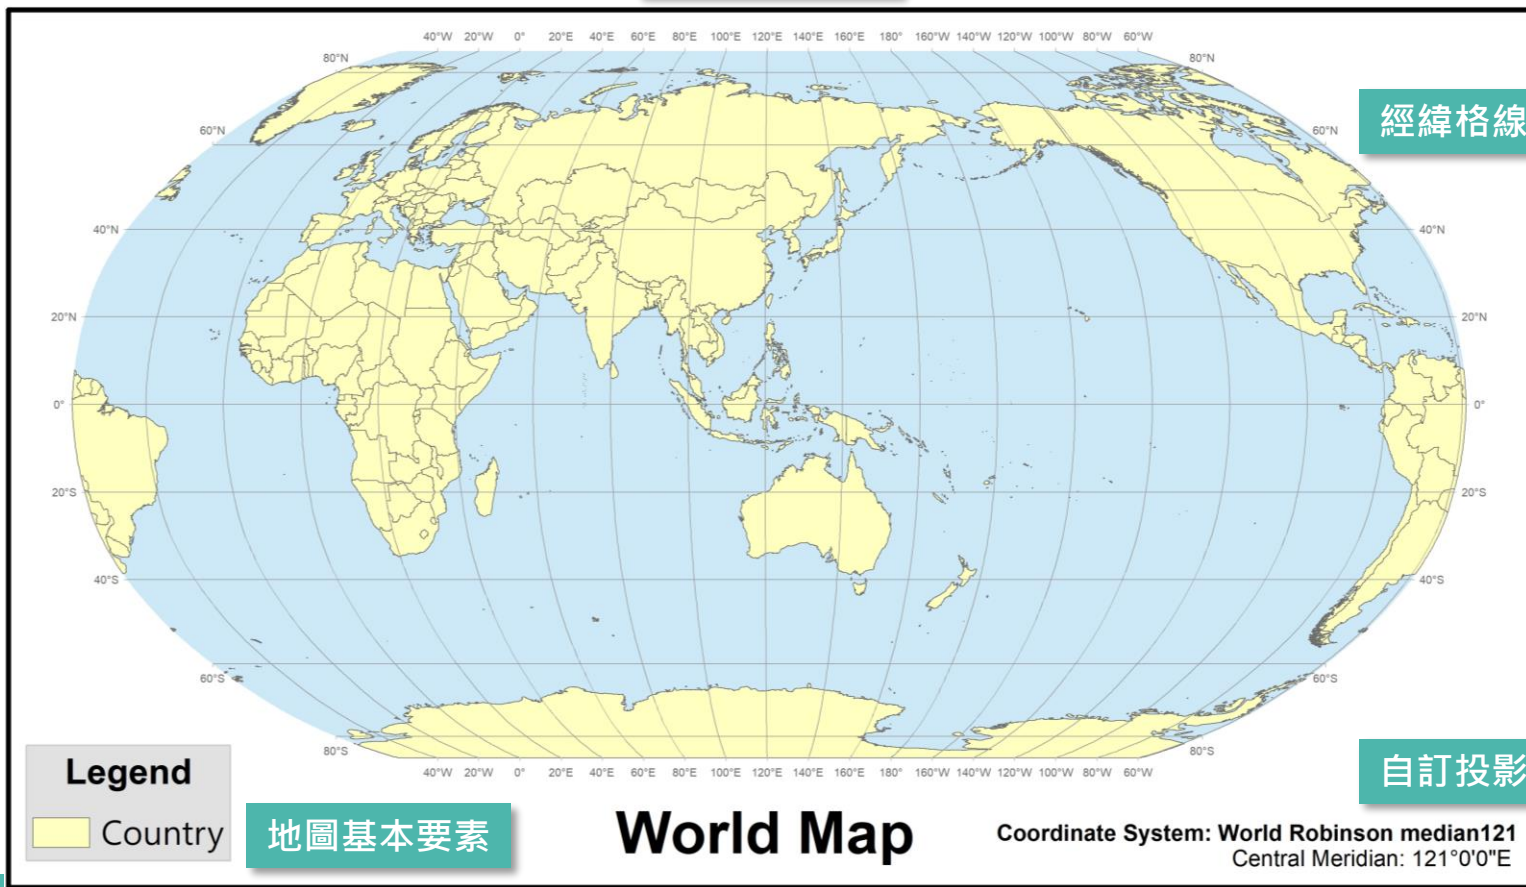 40°W 20°W 0° 20°E 40°E 60°E 80°E 100°E 120°E 140°E 160°E 180° 160°W 140°W 120°W 100°W 80°W 60°W
80°N 80°N
經緯格線
60°N 60°N
40°N 40°N
20°N 20°N
0° 0°
20°S 20°S
40°S 40°S
60°S 60°S
80°S 80°S
40°W 20°W 0° 20°E 40°E 60°E 80°E 100°E 120°E 140°E 160°E 180° 160°W 140°W 120°W 100°W 80°W 60°W
自訂投影
Legend
Country
地圖基本要素
World Map
Coordinate System: World Robinson median121
Central Meridian: 121°0'0"E